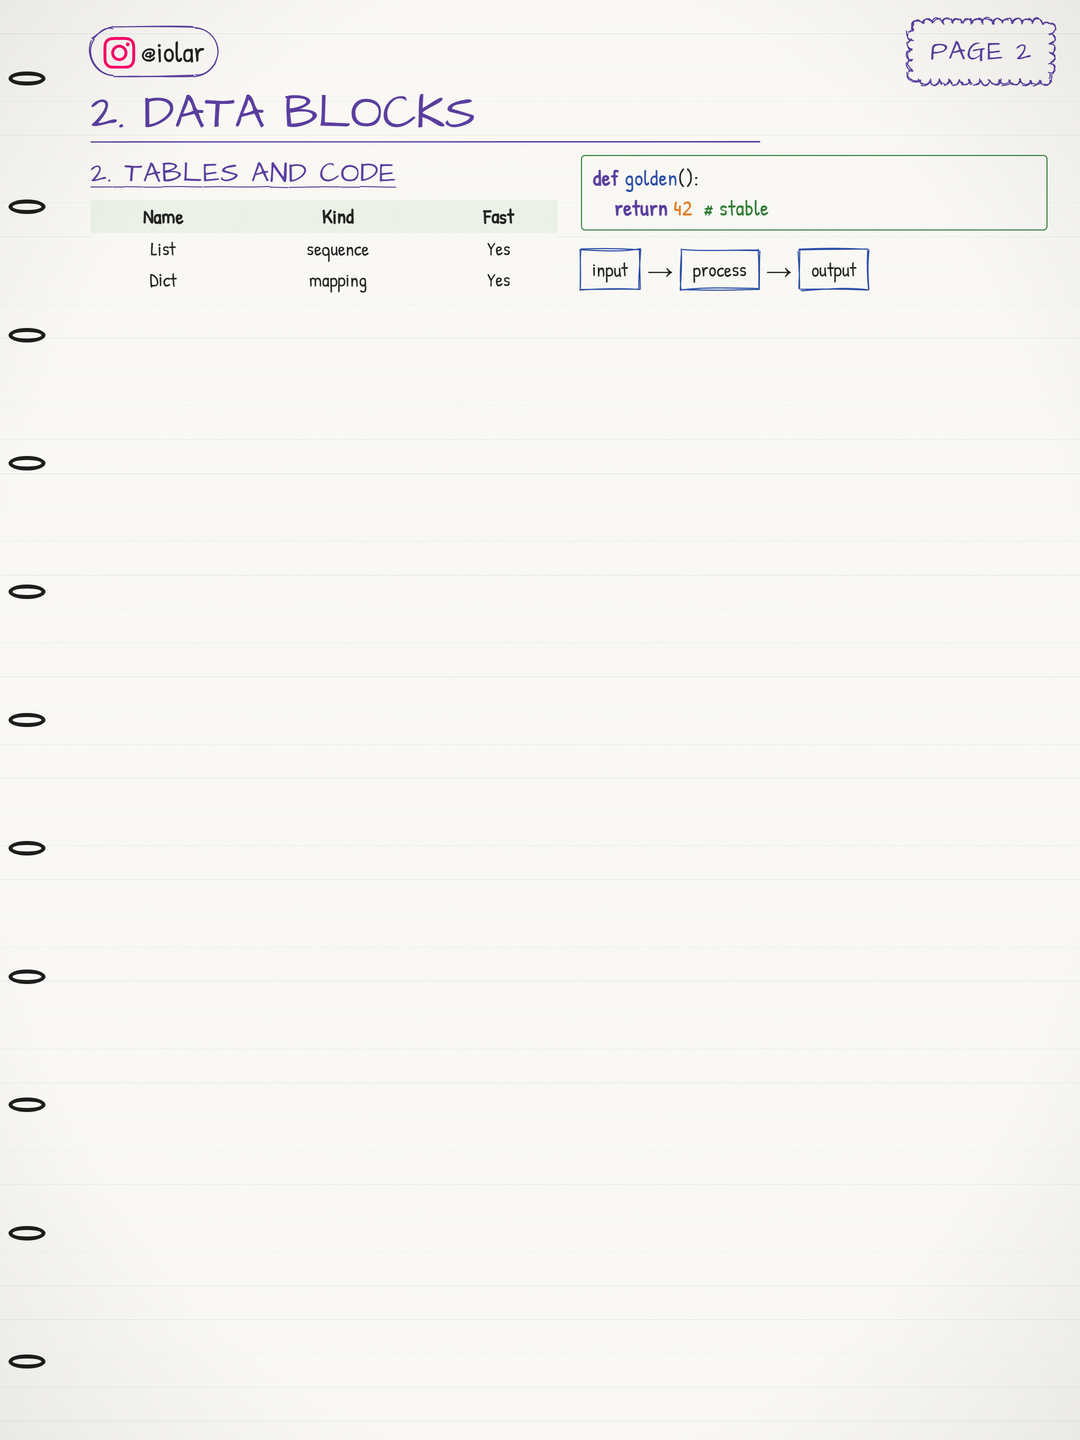 @iolar
PAGE 2
2. DATA BLOCKS
2. TABLES AND CODE
Name Kind Fast
List sequence Yes
Dict mapping Yes
def golden():
    return 42 # stable
input → process → output